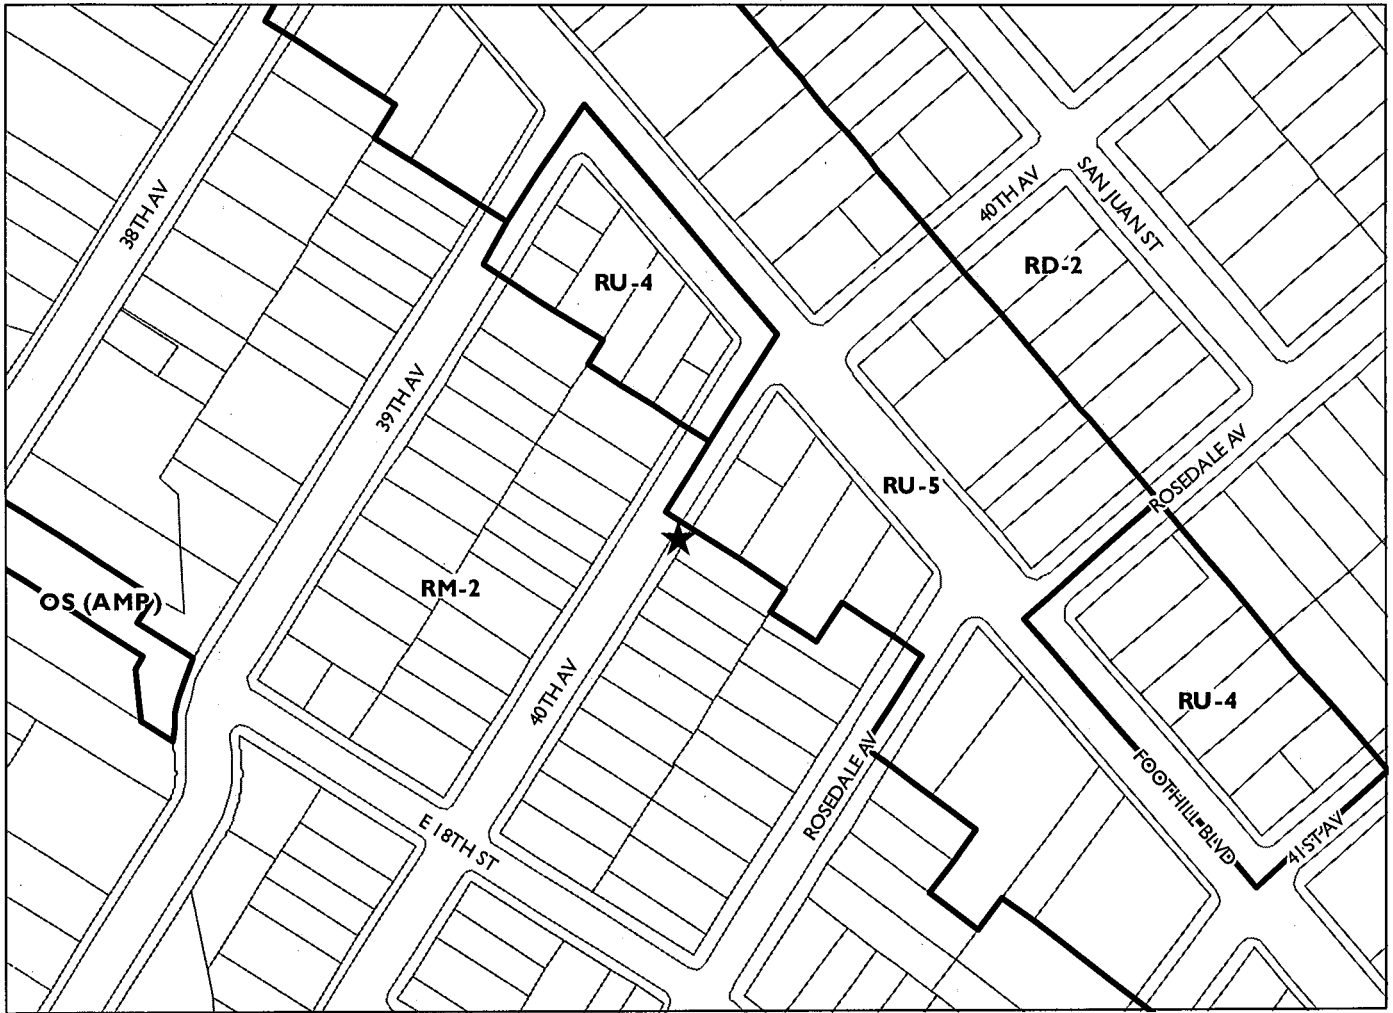 38TH AV
40TH AV
SAN JUAN ST
RD-2
RU-4
39TH AV
ROSEDALE AV
RU-5
RM-2
OS (AMP)
40TH AV
RU-4
ROSEDALE AV
FOOTHILL BLVD
E 18TH ST
41ST AV